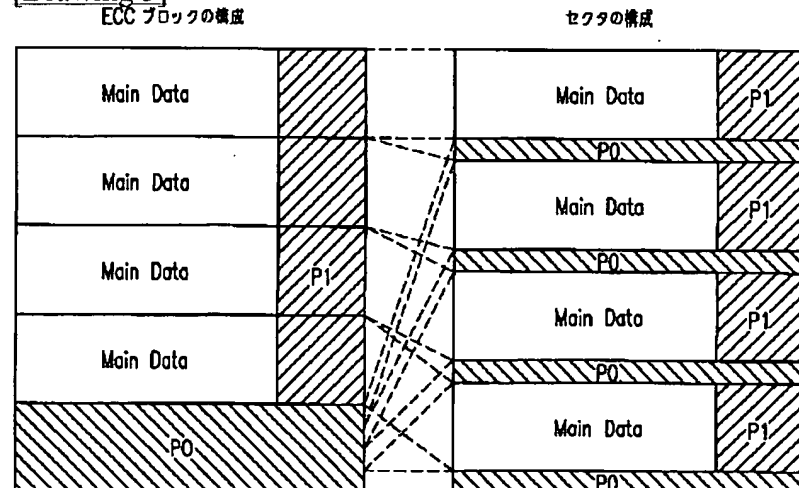 ECC ブロックの構成
セクタの構成
Main Data
Main Data
Main Data
Main Data
P1
PO
Main Data
P1
PO
Main Data
P1
PO
Main Data
P1
PO
Main Data
P1
PO